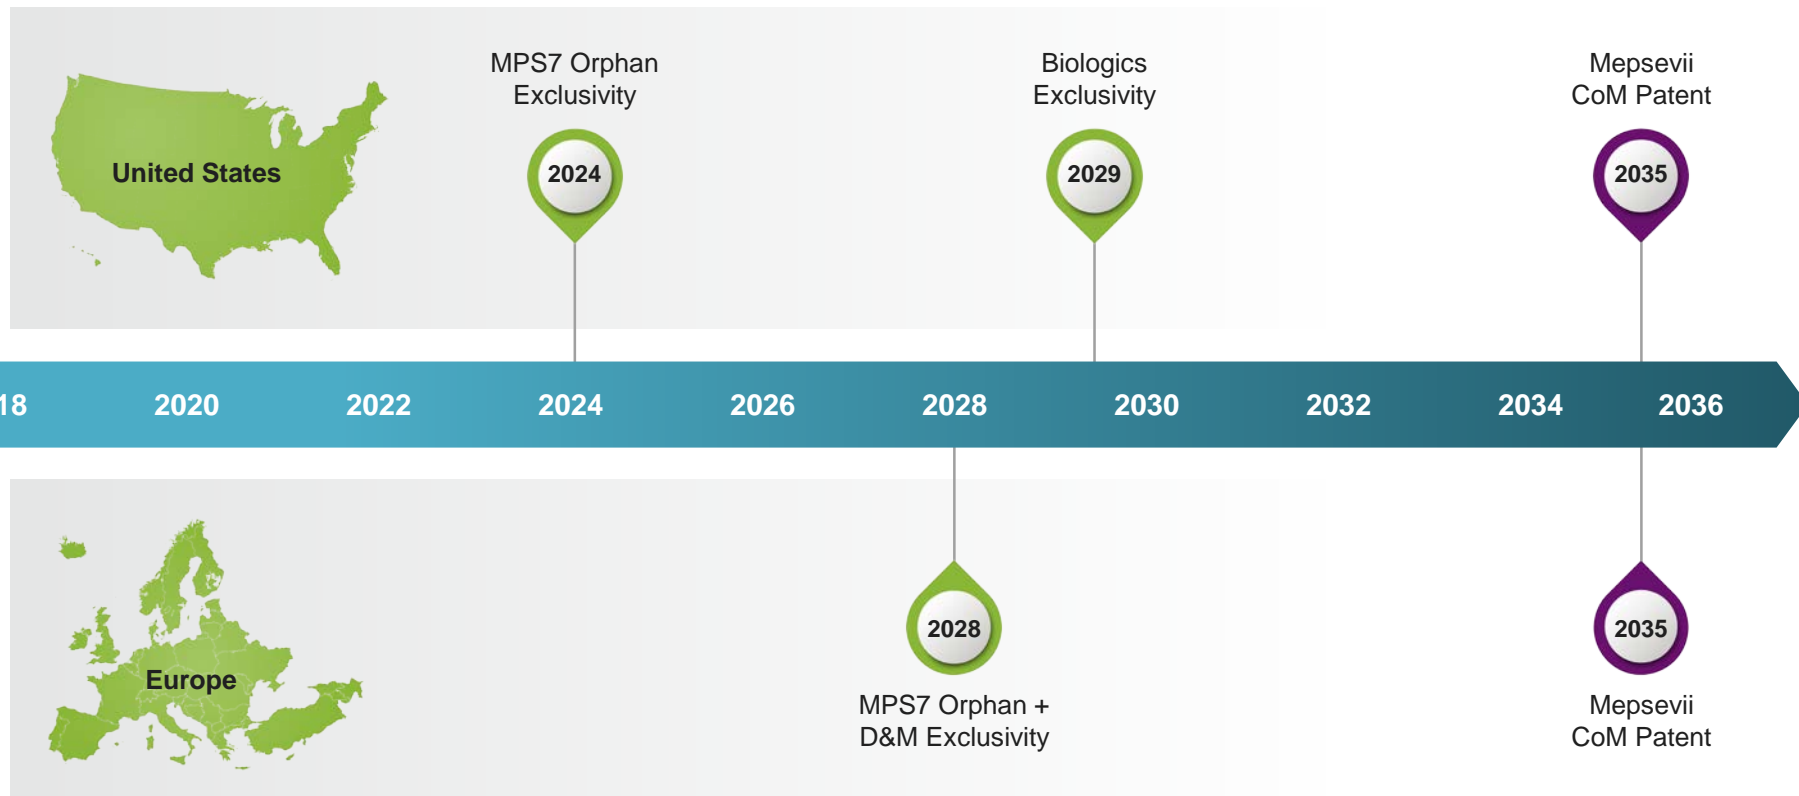 MPS7 Orphan
Exclusivity
Biologics
Exclusivity
Mepsevii
CoM Patent
United States
2024
2029
2035
18 2020 2022 2024 2026 2028 2030 2032 2034 2036
2028
2035
Europe
MPS7 Orphan +
D&M Exclusivity
Mepsevii
CoM Patent